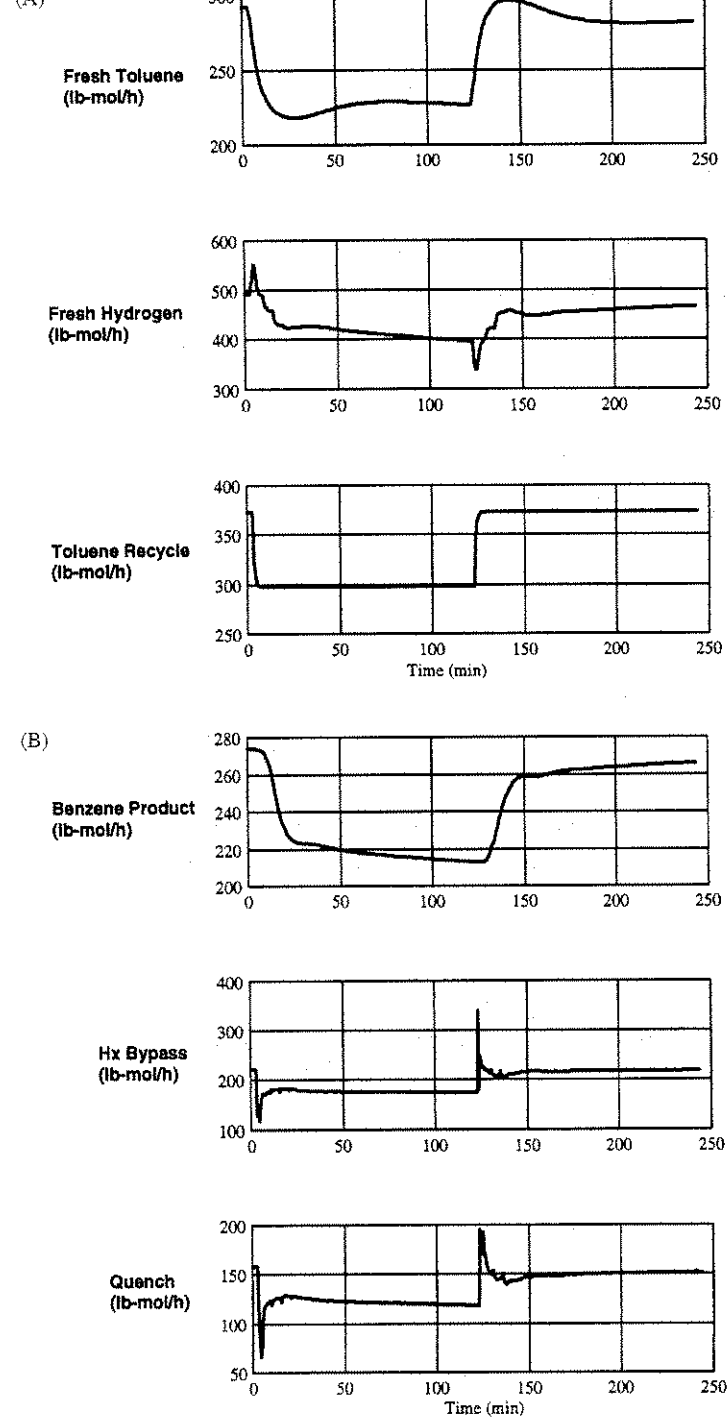 (A)
300
250
200
0 50 100 150 200 250
Fresh Toluene
(lb-mol/h)
600
500
400
300
0 50 100 150 200 250
Fresh Hydrogen
(lb-mol/h)
400
350
300
250
0 50 100 150 200 250
Toluene Recycle
(lb-mol/h)
Time (min)
(B)
280
260
240
220
200
0 50 100 150 200 250
Benzene Product
(lb-mol/h)
400
300
200
100
0 50 100 150 200 250
Hx Bypass
(lb-mol/h)
200
150
100
50
0 50 100 150 200 250
Quench
(lb-mol/h)
Time (min)